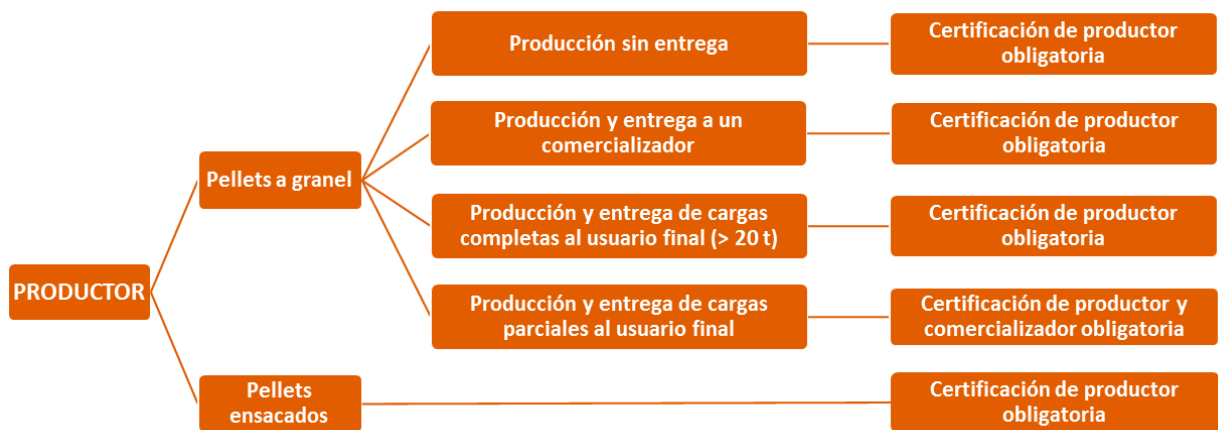 PRODUCTOR
Pellets a granel
Producción sin entrega
Certificación de productor
obligatoria
Producción y entrega a un
comercializador
Certificación de productor
obligatoria
Producción y entrega de cargas
completas al usuario final (> 20 t)
Certificación de productor
obligatoria
Producción y entrega de cargas
parciales al usuario final
Certificación de productor y
comercializador obligatoria
Pellets
ensacados
Certificación de productor
obligatoria